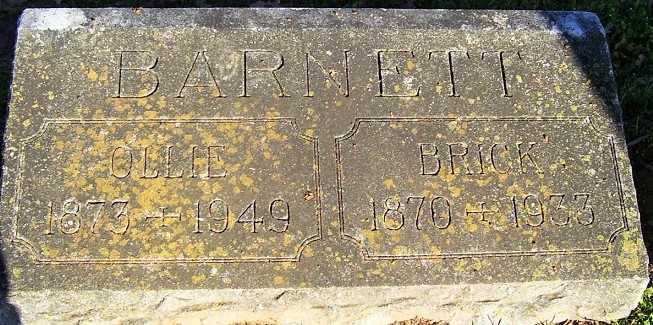 BARNETT
OLLIE
1873 + 1949
BRICK
1870 + 1933